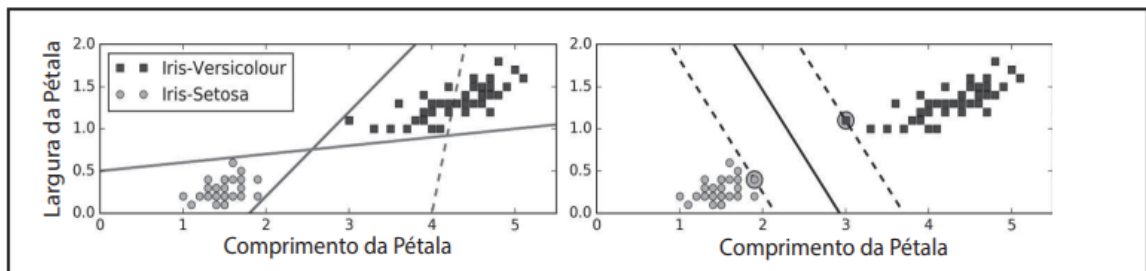 Largura da Pétala
2.0
1.5
1.0
0.5
0.0
Iris-Versicolour
Iris-Setosa
0 1 2 3 4 5
Comprimento da Pétala
2.0
1.5
1.0
0.5
0.0
0 1 2 3 4 5
Comprimento da Pétala